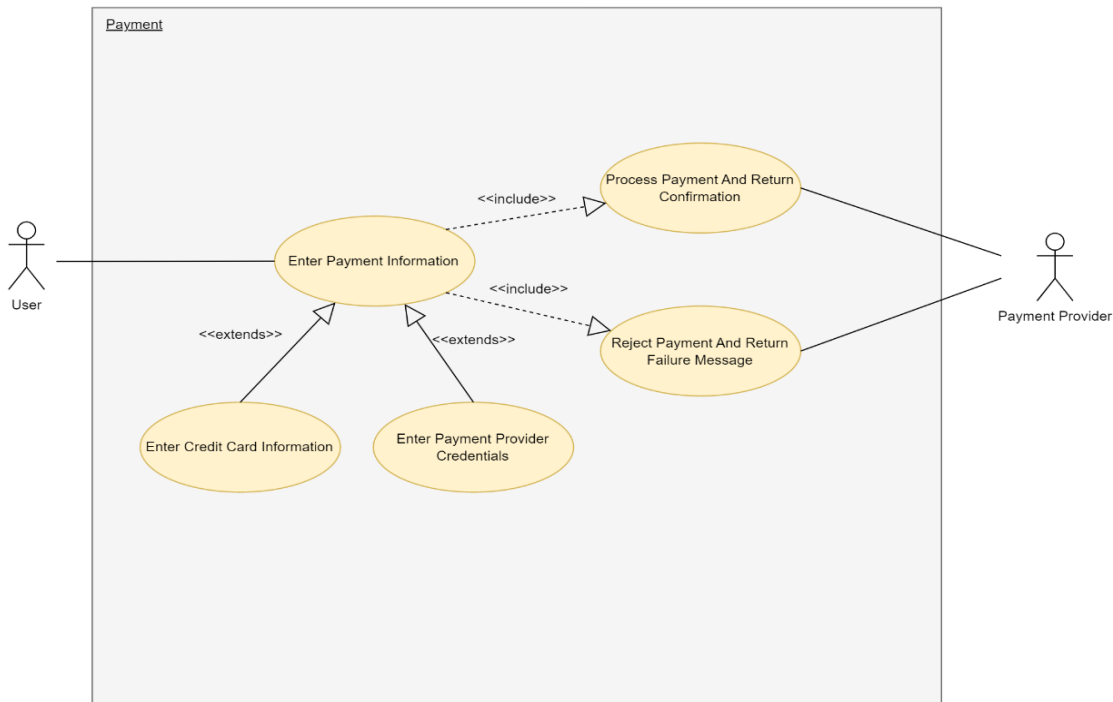 Payment
Process Payment And Return
Confirmation
<<include>>
Enter Payment Information
<<include>>
User
Payment Provider
<<extends>>
<<extends>>
Reject Payment And Return
Failure Message
Enter Credit Card Information
Enter Payment Provider
Credentials